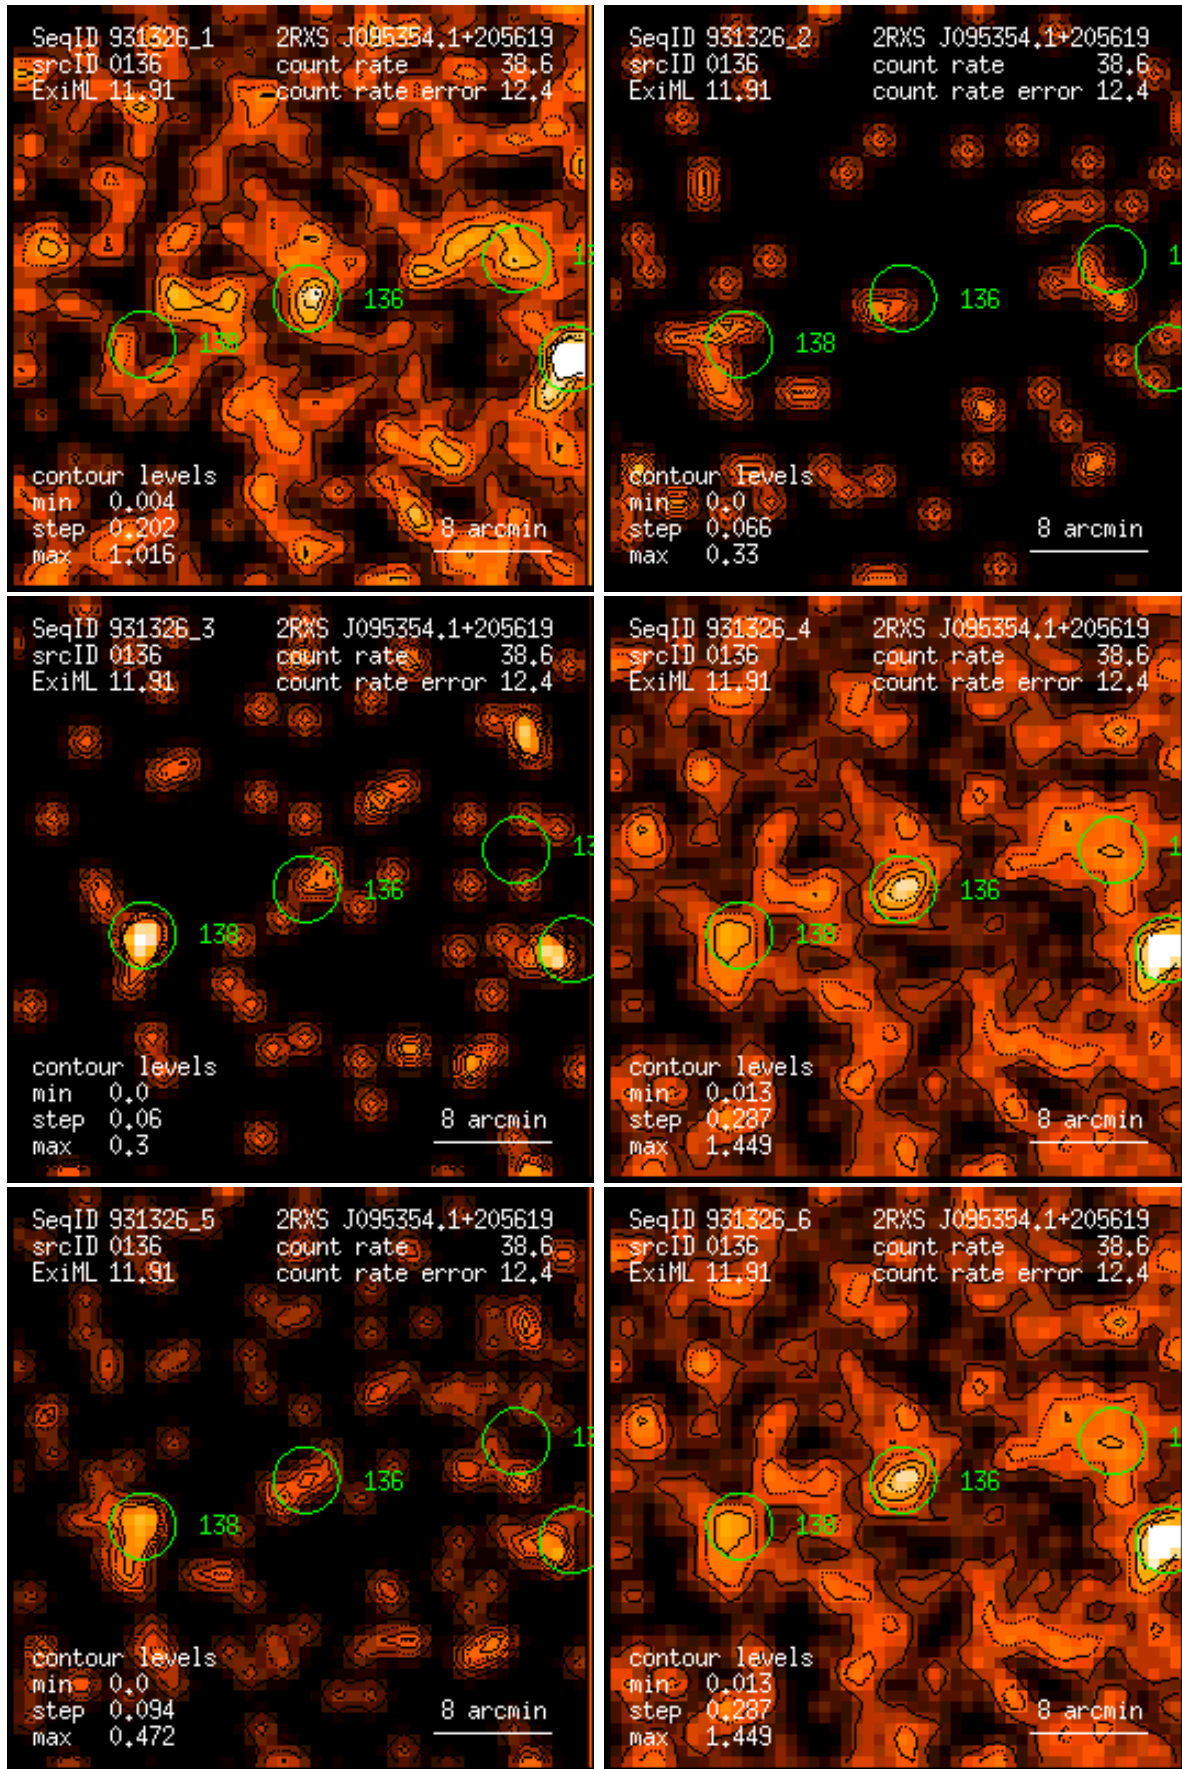 SeqID 931326_1 2RXS J095354.1+205619
srcID 0136 count rate 38.6
ExiML 11.91 count rate error 12.4
136
138
contour levels
min 0.004
step 0.202 8 arcmin
max 1.016
SeqID 931326_2 2RXS J095354.1+205619
srcID 0136 count rate 38.6
ExiML 11.91 count rate error 12.4
136
138
contour levels
min 0.0
step 0.066 8 arcmin
max 0.33
SeqID 931326_3 2RXS J095354.1+205619
srcID 0136 count rate 38.6
ExiML 11.91 count rate error 12.4
136
138
contour levels
min 0.0
step 0.06 8 arcmin
max 0.3
SeqID 931326_4 2RXS J095354.1+205619
srcID 0136 count rate 38.6
ExiML 11.91 count rate error 12.4
136
138
contour levels
min 0.013
step 0.287 8 arcmin
max 1.449
SeqID 931326_5 2RXS J095354.1+205619
srcID 0136 count rate 38.6
ExiML 11.91 count rate error 12.4
136
138
contour levels
min 0.0
step 0.094 8 arcmin
max 0.472
SeqID 931326_6 2RXS J095354.1+205619
srcID 0136 count rate 38.6
ExiML 11.91 count rate error 12.4
136
138
contour levels
min 0.013
step 0.287 8 arcmin
max 1.449